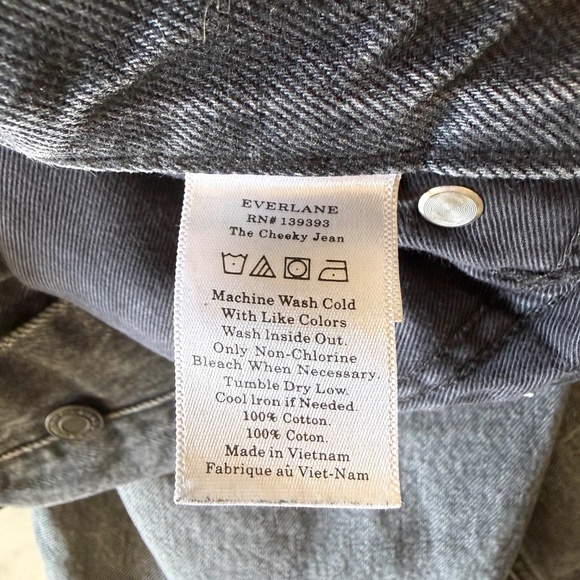 EVERLANE
RN# 139393
The Cheeky Jean
Machine Wash Cold
With Like Colors
Wash Inside Out.
Only Non-Chlorine
Bleach When Necessary.
Tumble Dry Low.
Cool Iron if Needed.
100% Cotton.
100% Coton.
Made in Vietnam
Fabrique aû Viet-Nam